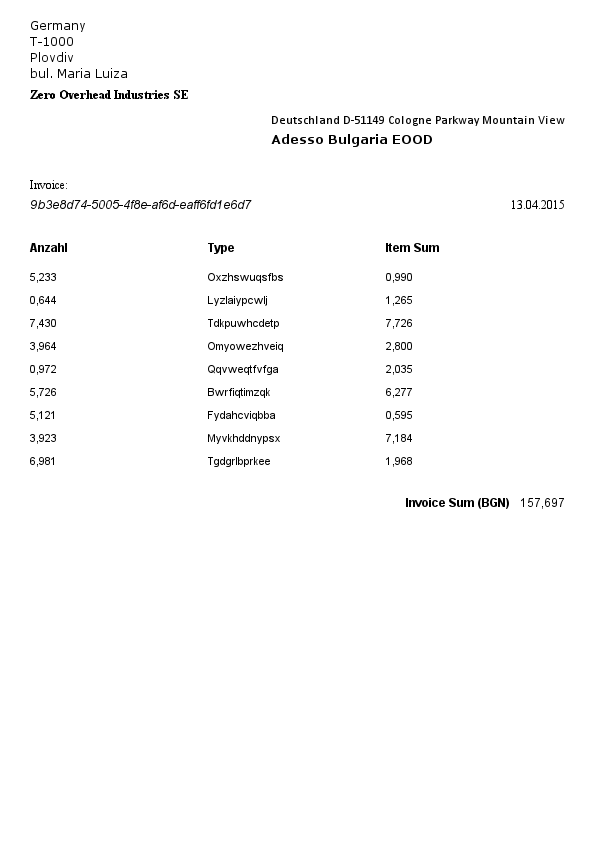 Germany
T-1000
Plovdiv
bul. Maria Luiza
Zero Overhead Industries SE
Deutschland D-51149 Cologne Parkway Mountain View
Adesso Bulgaria EOOD
Invoice:
9b3e8d74-5005-4f8e-af6d-eaff6fd1e6d7 13.04.2015
Anzahl Type Item Sum
5,233 Oxzhswuqsfbs 0,990
0,644 Lyzlaiypcwlj 1,265
7,430 Tdkpuwhcdetp 7,726
3,964 Omyowezhveiq 2,800
0,972 Qqvweqtfvfga 2,035
5,726 Bwrfiqtimzqk 6,277
5,121 Fydahcviqbba 0,595
3,923 Myvkhddnypsx 7,184
6,981 Tgdgrlbprkee 1,968
Invoice Sum (BGN) 157,697